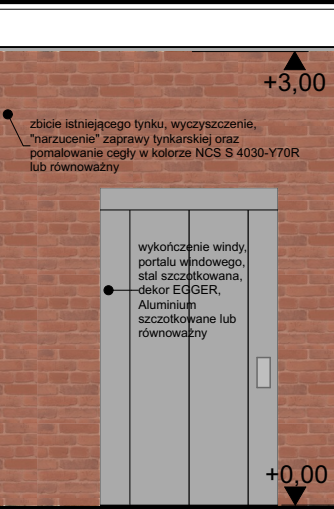 +3,00
zbicie istniejącego tynku, wyczyszczenie,
"narzucenie" zaprawy tynkarskiej oraz
pomalowanie cegły w kolorze NCS S 4030-Y70R
lub równoważny
wykończenie windy,
portalu windowego,
stal szczotkowana,
dekor EGGER,
Aluminium
szczotkowane lub
równoważny
+0,00